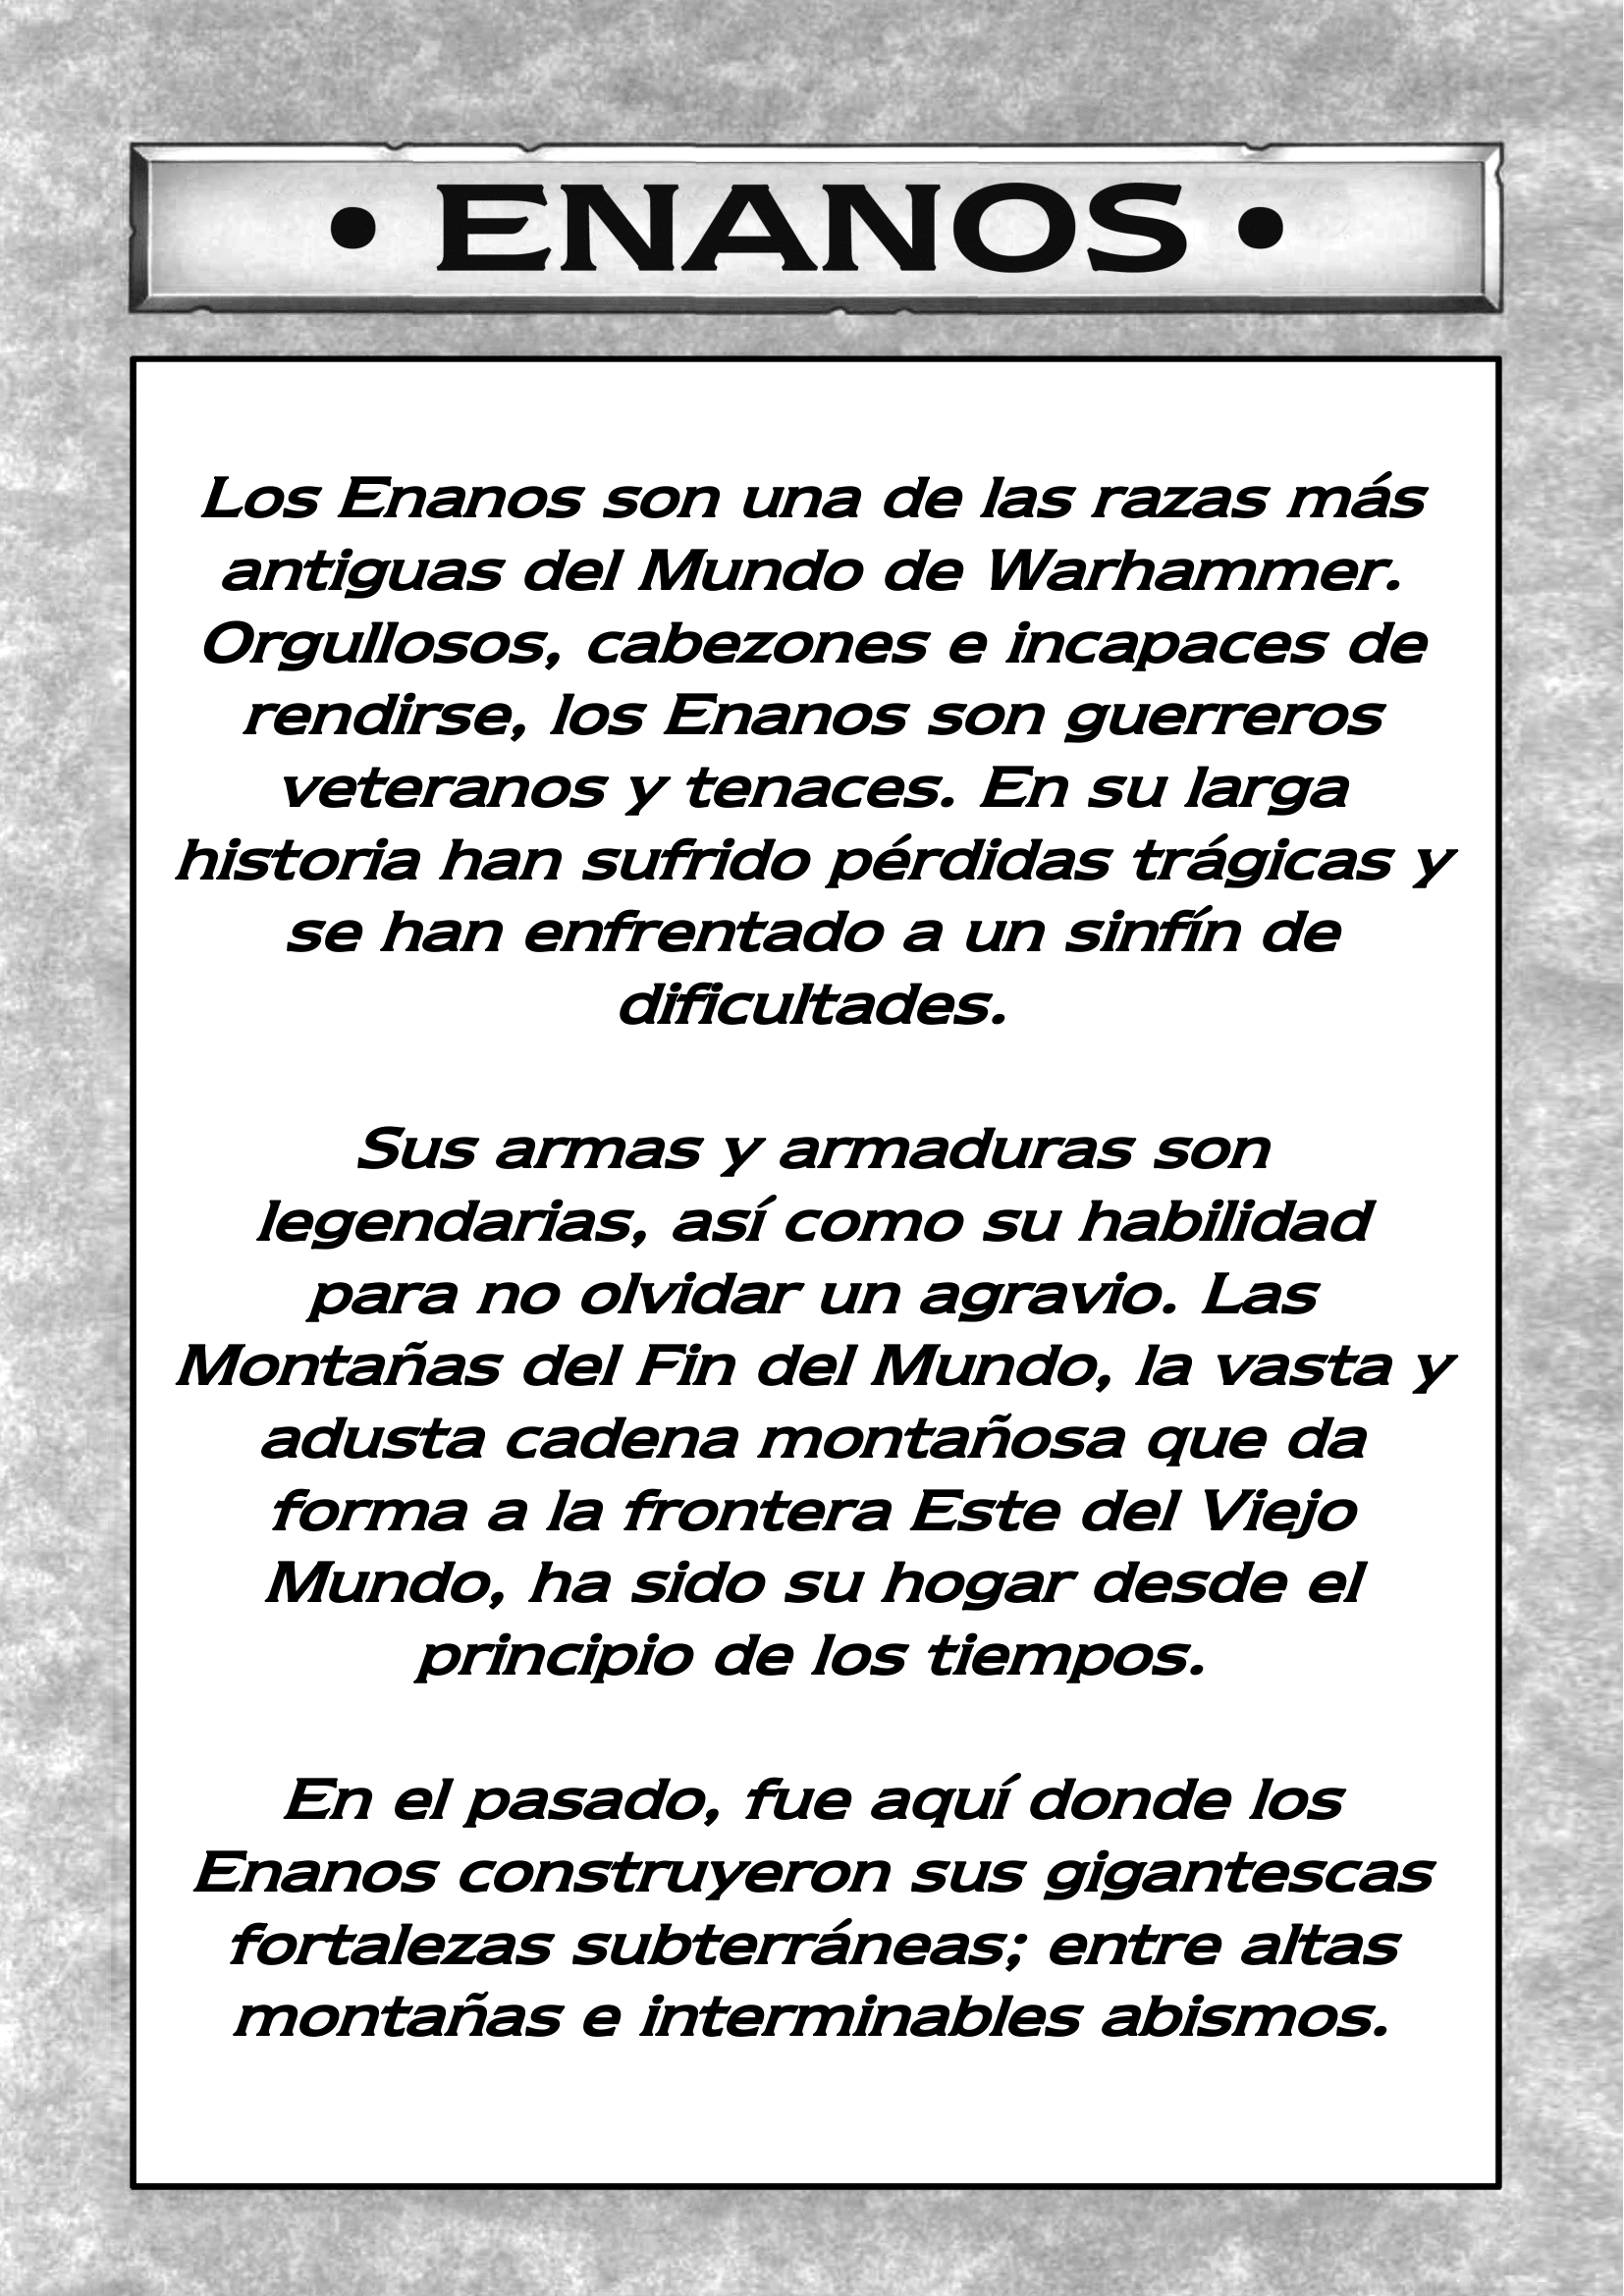 • ENANOS •
Los Enanos son una de las razas más
antiguas del Mundo de Warhammer.
Orgullosos, cabezones e incapaces de
rendirse, los Enanos son guerreros
veteranos y tenaces. En su larga
historia han sufrido pérdidas trágicas y
se han enfrentado a un sinfín de
dificultades.
Sus armas y armaduras son
legendarias, así como su habilidad
para no olvidar un agravio. Las
Montañas del Fin del Mundo, la vasta y
adusta cadena montañosa que da
forma a la frontera Este del Viejo
Mundo, ha sido su hogar desde el
principio de los tiempos.
En el pasado, fue aquí donde los
Enanos construyeron sus gigantescas
fortalezas subterráneas; entre altas
montañas e interminables abismos.